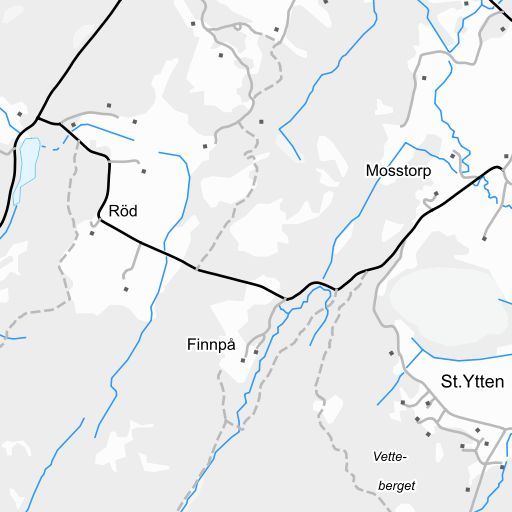 Mosstorp
Röd
Finnpå
St.Ytten
Vette-
berget